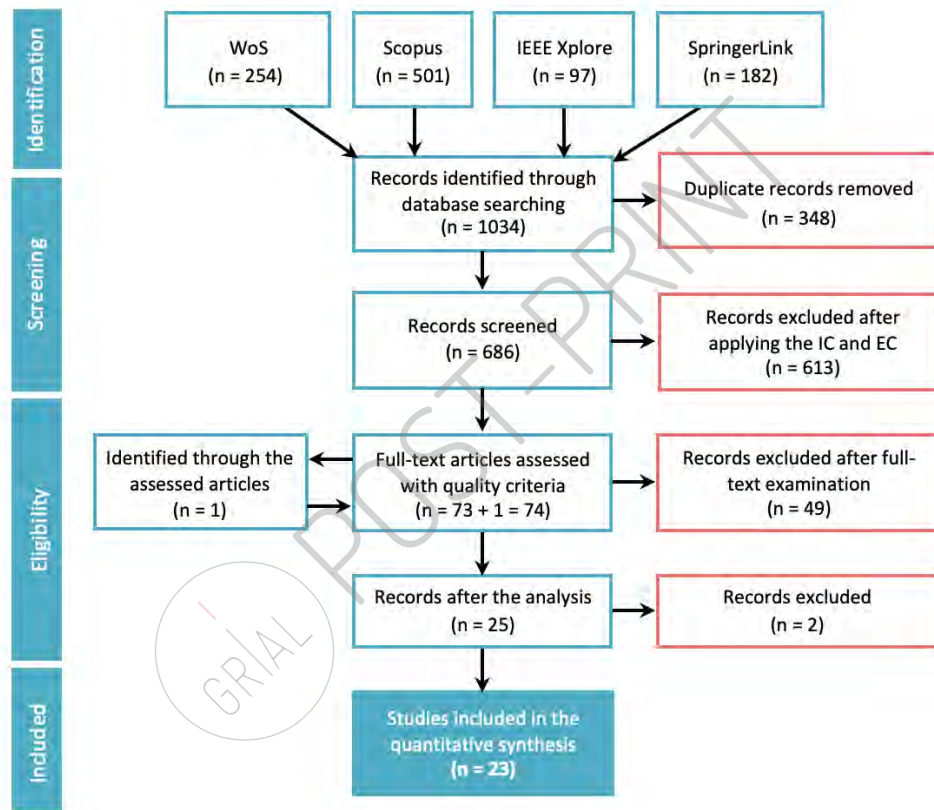 Identification
WoS
(n = 254)
Scopus
(n = 501)
IEEE Xplore
(n = 97)
SpringerLink
(n = 182)
Records identified through
database searching
(n = 1034)
Duplicate records removed
(n = 348)
Screening
Records screened
(n = 686)
Records excluded after
applying the IC and EC
(n = 613)
Eligibility
Identified through the
assessed articles
(n = 1)
Full-text articles assessed
with quality criteria
(n = 73 + 1 = 74)
Records excluded after full-
text examination
(n = 49)
Records after the analysis
(n = 25)
Records excluded
(n = 2)
Included
Studies included in the
quantitative synthesis
(n = 23)
POST-PRINT
GRIAL